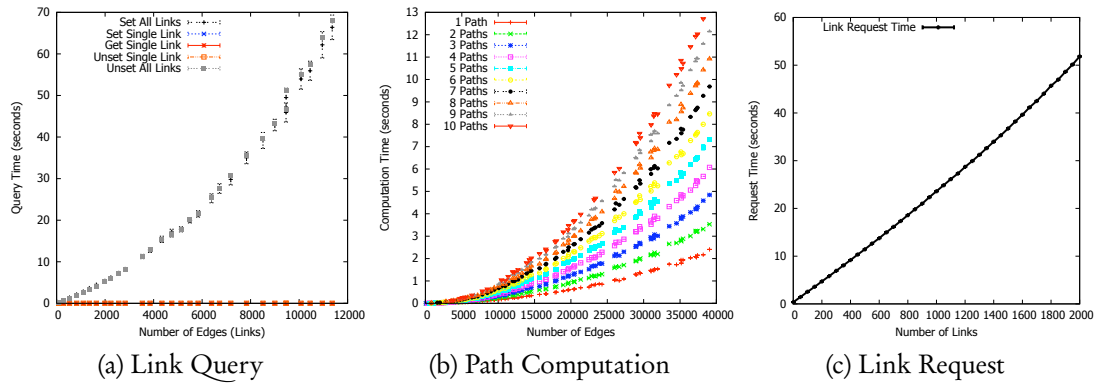 70
60
50
40
30
20
10
0
Query Time (seconds)
Set All Links
Set Single Link
Get Single Link
Unset Single Link
Unset All Links
0 2000 4000 6000 8000 10000 12000
Number of Edges (Links)
(a) Link Query
13
12
11
10
9
8
7
6
5
4
3
2
1
0
Computation Time (seconds)
1 Path
2 Paths
3 Paths
4 Paths
5 Paths
6 Paths
7 Paths
8 Paths
9 Paths
10 Paths
0 5000 10000 15000 20000 25000 30000 35000 40000
Number of Edges
(b) Path Computation
60
50
40
30
20
10
0
Request Time (seconds)
Link Request Time
0 200 400 600 800 1000 1200 1400 1600 1800 2000
Number of Links
(c) Link Request